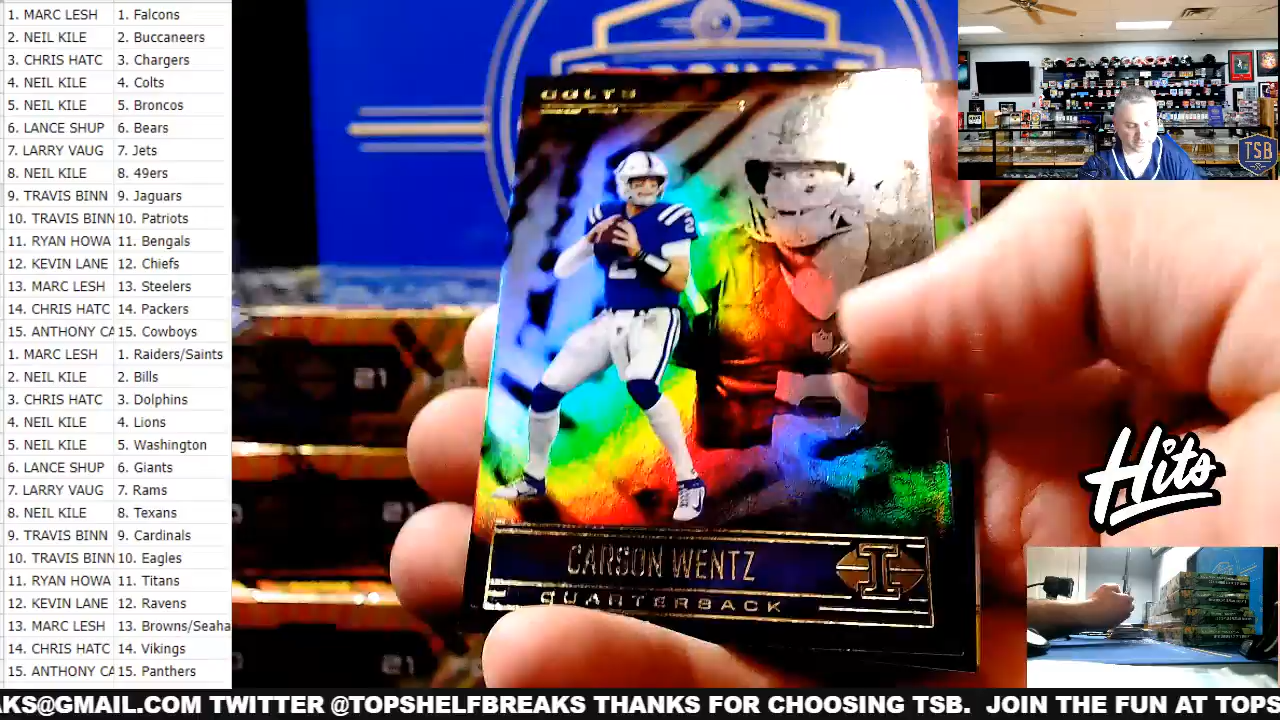 1. MARC LESH 1. Falcons
2. NEIL KILE 2. Buccaneers
3. CHRIS HATC 3. Chargers
4. NEIL KILE 4. Colts
5. NEIL KILE 5. Broncos
6. LANCE SHUP 6. Bears
7. LARRY VAUG 7. Jets
8. NEIL KILE 8. 49ers
9. TRAVIS BINN 9. Jaguars
10. TRAVIS BINN 10. Patriots
11. RYAN HOWA 11. Bengals
12. KEVIN LANE 12. Chiefs
13. MARC LESH 13. Steelers
14. CHRIS HATC 14. Packers
15. ANTHONY CA 15. Cowboys
1. MARC LESH 1. Raiders/Saints
2. NEIL KILE 2. Bills
3. CHRIS HATC 3. Dolphins
4. NEIL KILE 4. Lions
5. NEIL KILE 5. Washington
6. LANCE SHUP 6. Giants
7. LARRY VAUG 7. Rams
8. NEIL KILE 8. Texans
9. TRAVIS BINN 9. Cardinals
10. TRAVIS BINN 10. Eagles
11. RYAN HOWA 11. Titans
12. KEVIN LANE 12. Ravens
13. MARC LESH 13. Browns/Seaha
14. CHRIS HATC 14. Vikings
15. ANTHONY CA 15. Panthers
COLTS
2
CARSON WENTZ
QUARTERBACK
I
21
21
TSB
Hits
AKS@GMAIL.COM TWITTER @TOPSHELFBREAKS THANKS FOR CHOOSING TSB. JOIN THE FUN AT TOPS